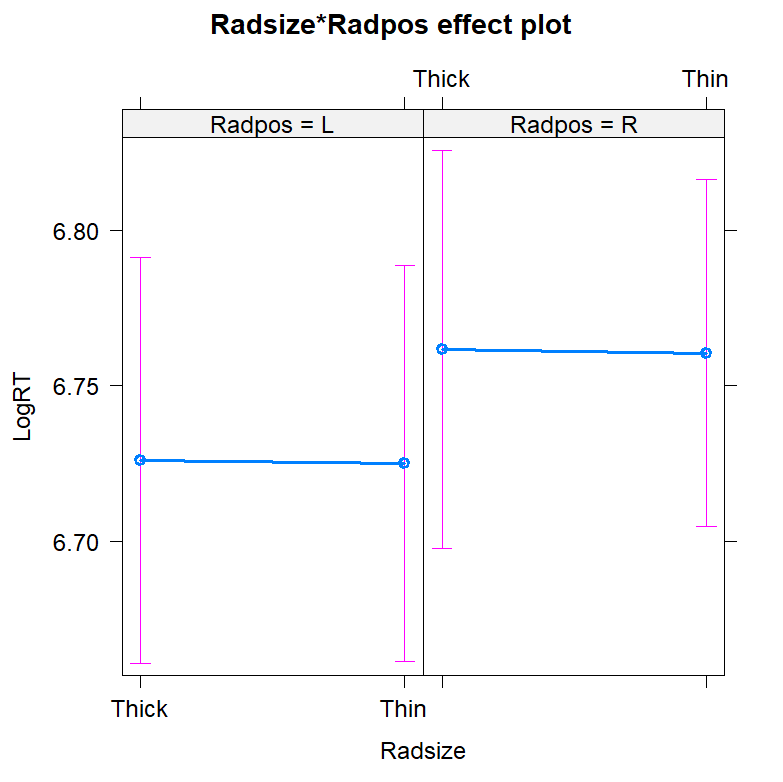 Radsize*Radpos effect plot
Thick Thin
Radpos = L Radpos = R
6.80
6.75
6.70
LogRT
Thick Thin
Radsize